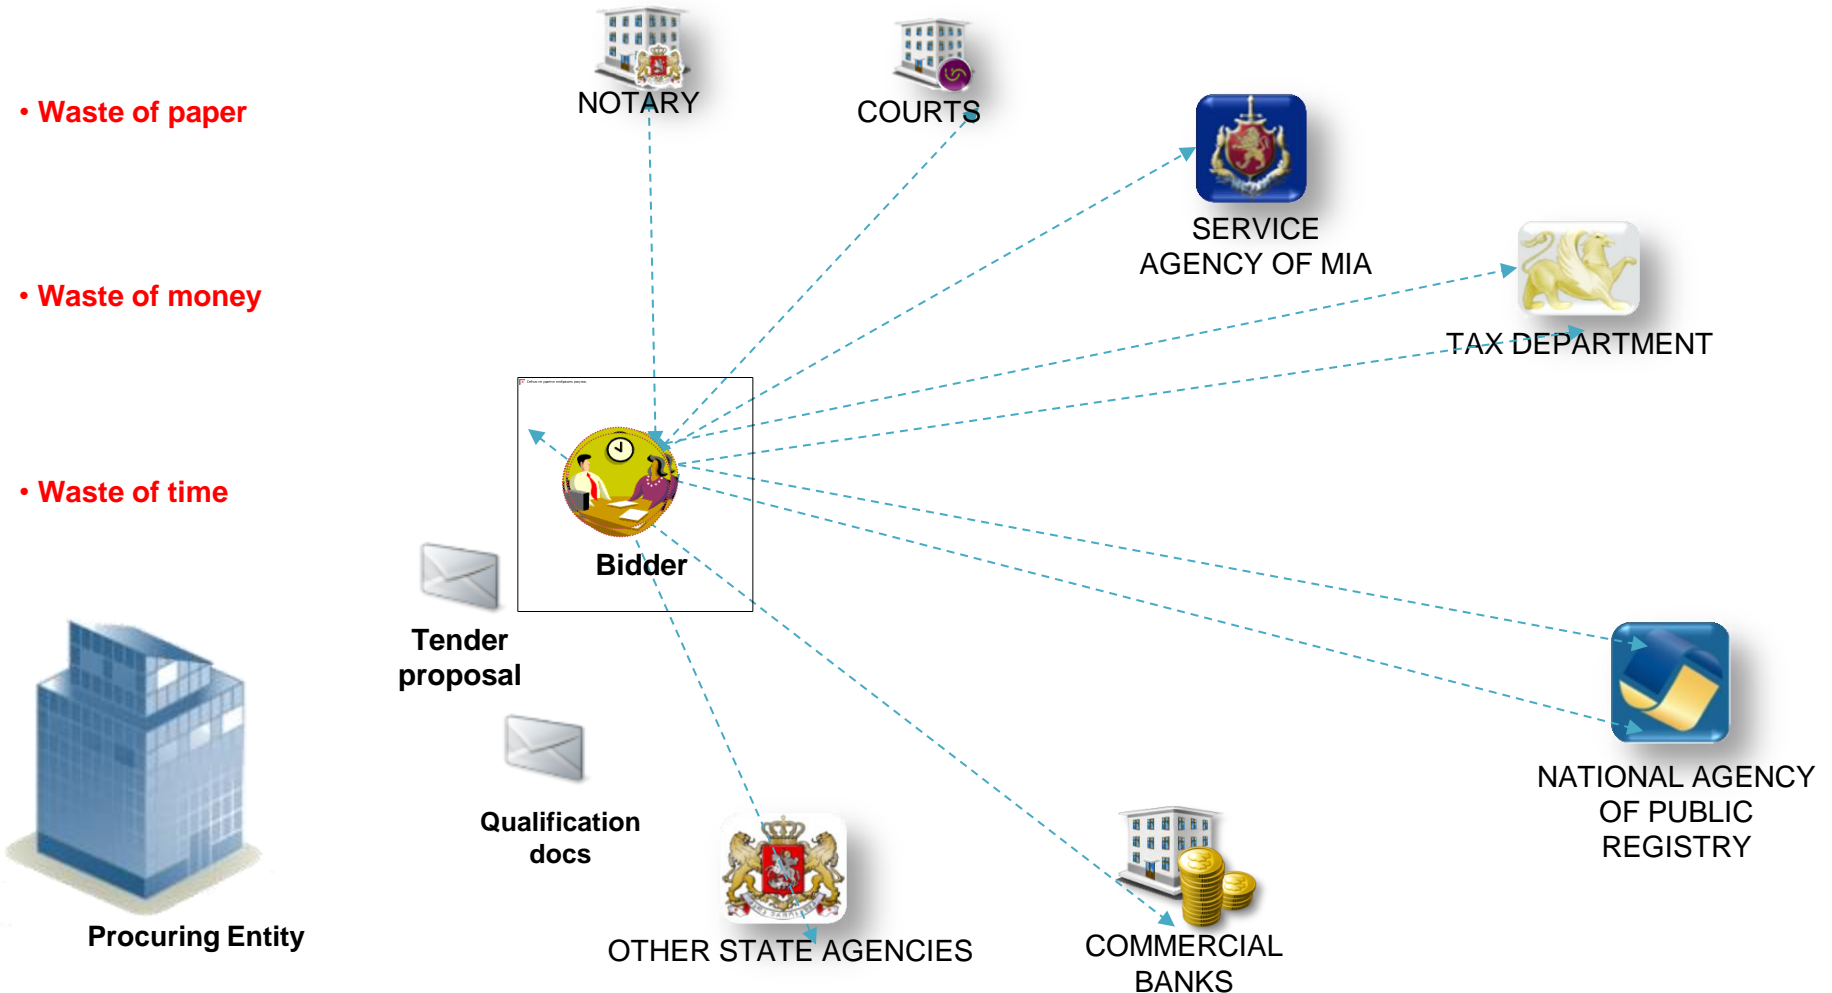 NOTARY
COURTS
• Waste of paper
SERVICE
AGENCY OF MIA
• Waste of money
TAX DEPARTMENT
• Waste of time
Bidder
Tender
proposal
NATIONAL AGENCY
OF PUBLIC
REGISTRY
Qualification
docs
Procuring Entity
OTHER STATE AGENCIES
COMMERCIAL
BANKS